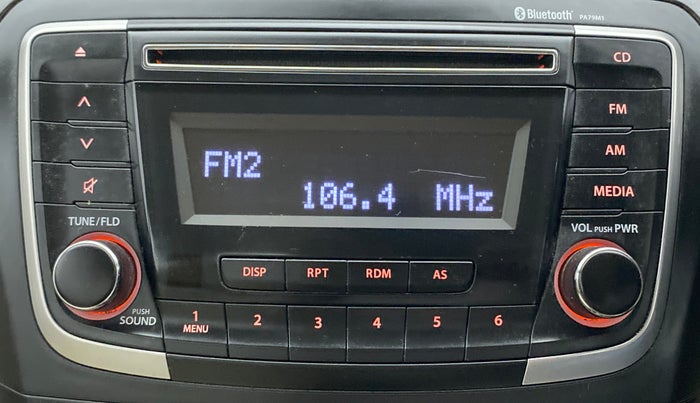 Bluetooth® PA79M1
CD
FM
AM
MEDIA
FM2
106.4 MHz
TUNE/FLD
VOL PUSH PWR
DISP RPT RDM AS
PUSH
SOUND
1 2 3 4 5 6
MENU